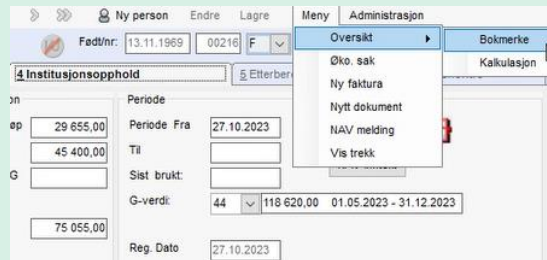 Ny person Endre Lagre Meny Administrasjon
Født/nr: 13.11.1969 00216 F
Oversikt
Bokmerke
Kalkulasjon
Øko. sak
Ny faktura
Nytt dokument
NAV melding
Vis trekk
4 Institusjonsopphold
5 Etterber
on
Periode
øp 29 655,00
Periode Fra 27.10.2023
45 400,00
Til
G
Sist brukt:
G-verdi: 44 118 620,00 01.05.2023 - 31.12.2023
75 055,00
Reg. Dato 27.10.2023